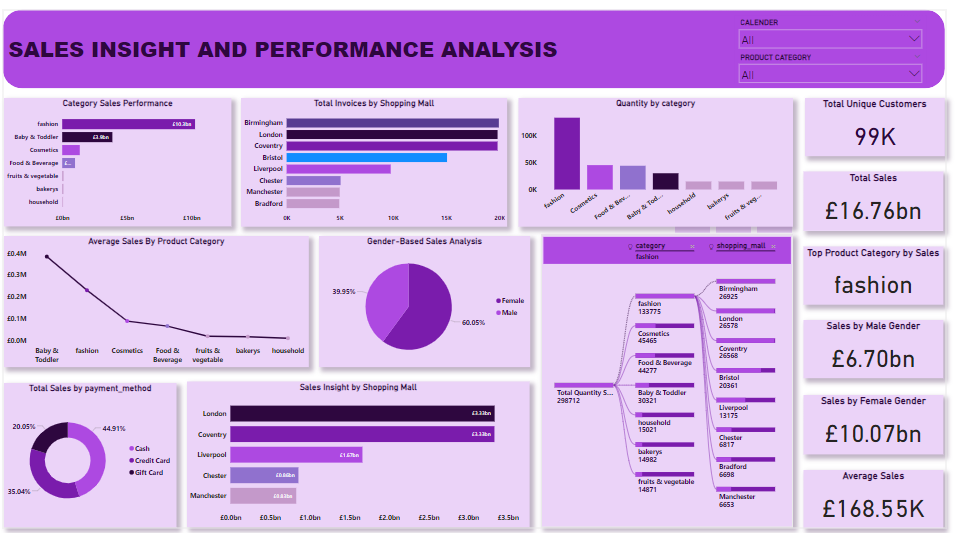 SALES INSIGHT AND PERFORMANCE ANALYSIS
CALENDER
All
PRODUCT CATEGORY
All
Category Sales Performance
fashion £10.3bn
Baby & Toddler £3.9bn
Cosmetics
Food & Beverage £...
fruits & vegetable
bakerys
household
£0bn £5bn £10bn
Total Invoices by Shopping Mall
Birmingham
London
Coventry
Bristol
Liverpool
Chester
Manchester
Bradford
0K 5K 10K 15K 20K
Quantity by category
100K
50K
0K
fashion Cosmetics Food & Bev... Baby & Tod... household bakerys fruits & veg...
Total Unique Customers
99K
Total Sales
£16.76bn
Top Product Category by Sales
fashion
Sales by Male Gender
£6.70bn
Sales by Female Gender
£10.07bn
Average Sales
£168.55K
Average Sales By Product Category
£0.4M
£0.3M
£0.2M
£0.1M
£0.0M
Baby & Toddler fashion Cosmetics Food & Beverage fruits & vegetable bakerys household
Gender-Based Sales Analysis
39.95%
60.05%
Female
Male
category shopping_mall
fashion
Total Quantity S...
298712
fashion
133775
Cosmetics
45465
Food & Beverage
44277
Baby & Toddler
30321
household
15021
bakerys
14982
fruits & vegetable
14871
Birmingham
26925
London
26578
Coventry
26568
Bristol
20361
Liverpool
13175
Chester
6817
Bradford
6698
Manchester
6653
Total Sales by payment_method
20.05%
44.91%
35.04%
Cash
Credit Card
Gift Card
Sales Insight by Shopping Mall
London £3.33bn
Coventry £3.33bn
Liverpool £1.67bn
Chester
Manchester
£0.0bn £0.5bn £1.0bn £1.5bn £2.0bn £2.5bn £3.0bn £3.5bn